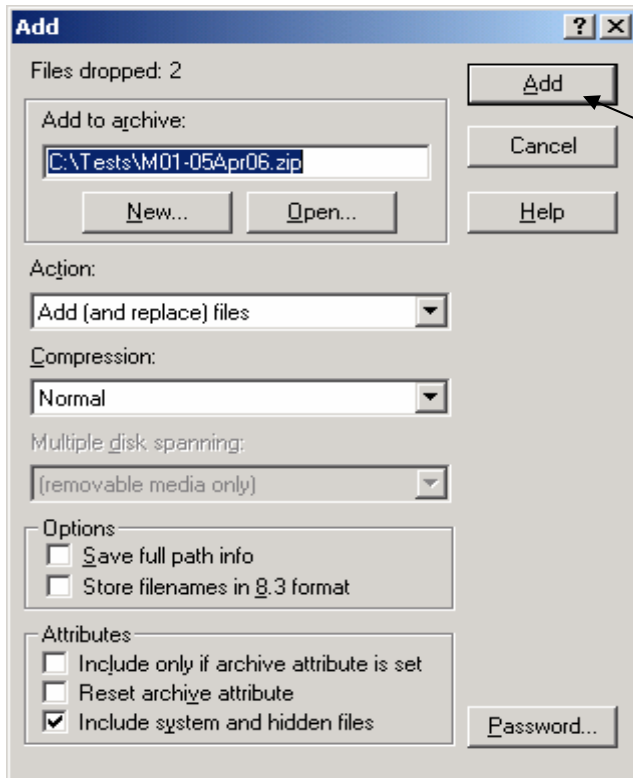 Add
Files dropped: 2
Add
Add to archive:
C:\Tests\M01-05Apr06.zip
Cancel
New...
Open...
Help
Action:
Add (and replace) files
Compression:
Normal
Multiple disk spanning:
(removable media only)
Options
Save full path info
Store filenames in 8.3 format
Attributes
Include only if archive attribute is set
Reset archive attribute
Include system and hidden files
Password...